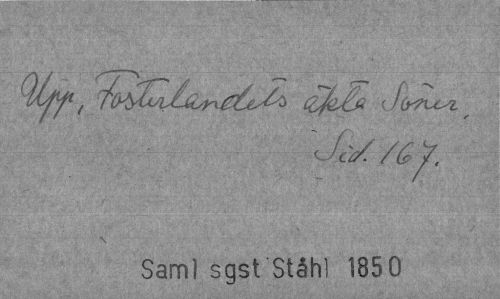 Upp, Fosterlandets äkta Söner.
Sid. 167.
Saml sgst Ståhl 1850